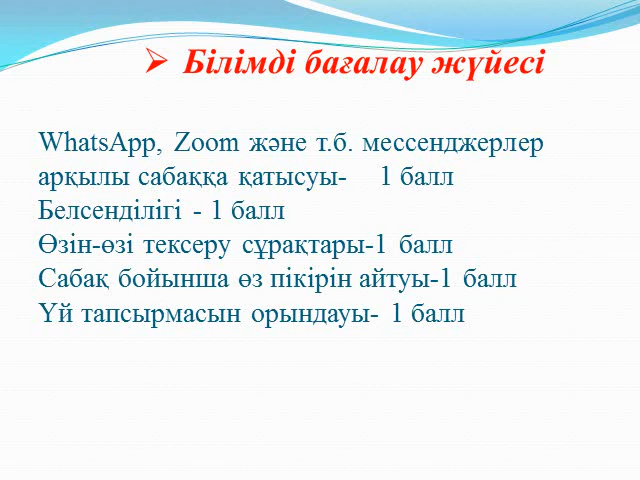 ➢ Білімді бағалау жүйесі
WhatsApp, Zoom және т.б. мессенджерлер
арқылы сабаққа қатысуы- 1 балл
Белсенділігі - 1 балл
Өзін-өзі тексеру сұрақтары-1 балл
Сабақ бойынша өз пікірін айтуы-1 балл
Үй тапсырмасын орындауы- 1 балл